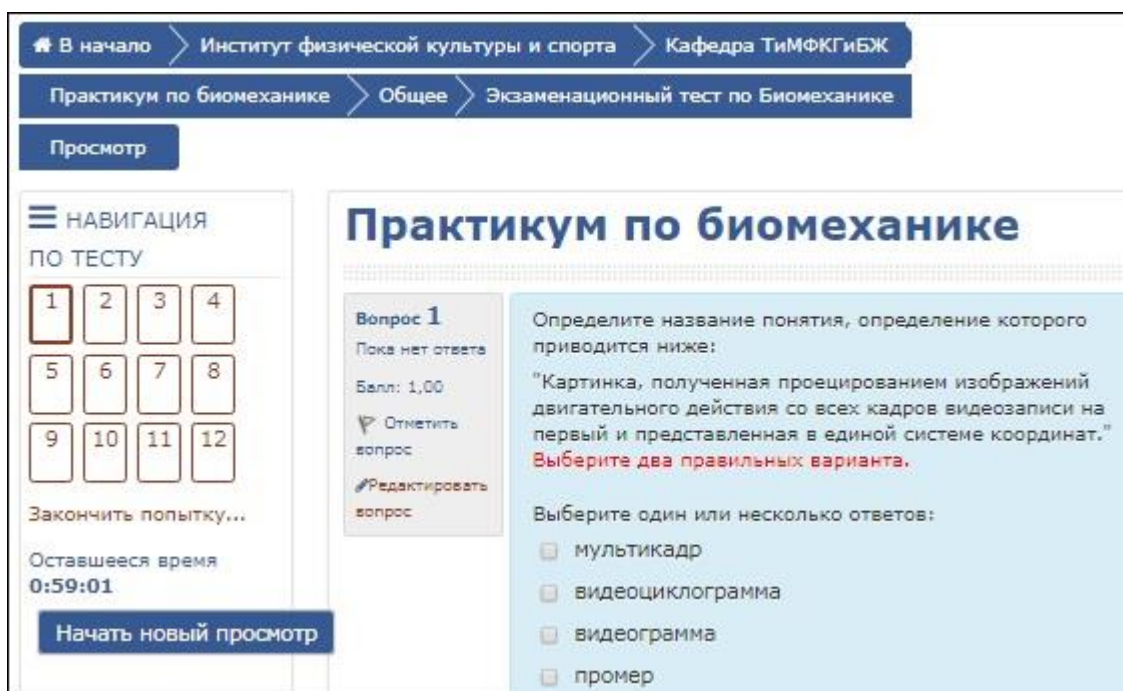 В начало Институт физической культуры и спорта Кафедра ТиМФКГиБЖ
Практикум по биомеханике Общее Экзаменационный тест по Биомеханике
Просмотр
НАВИГАЦИЯ
ПО ТЕСТУ
1 2 3 4
5 6 7 8
9 10 11 12
Закончить попытку...
Оставшееся время
0:59:01
Начать новый просмотр
Практикум по биомеханике
Вопрос 1
Пока нет ответа
Балл: 1,00
Отметить
вопрос
Редактировать
вопрос
Определите название понятия, определение которого
приводится ниже:
"Картинка, полученная проецированием изображений
двигательного действия со всех кадров видеозаписи на
первый и представленная в единой системе координат."
Выберите два правильных варианта.
Выберите один или несколько ответов:
мультикадр
видеоциклограмма
видеограмма
промер